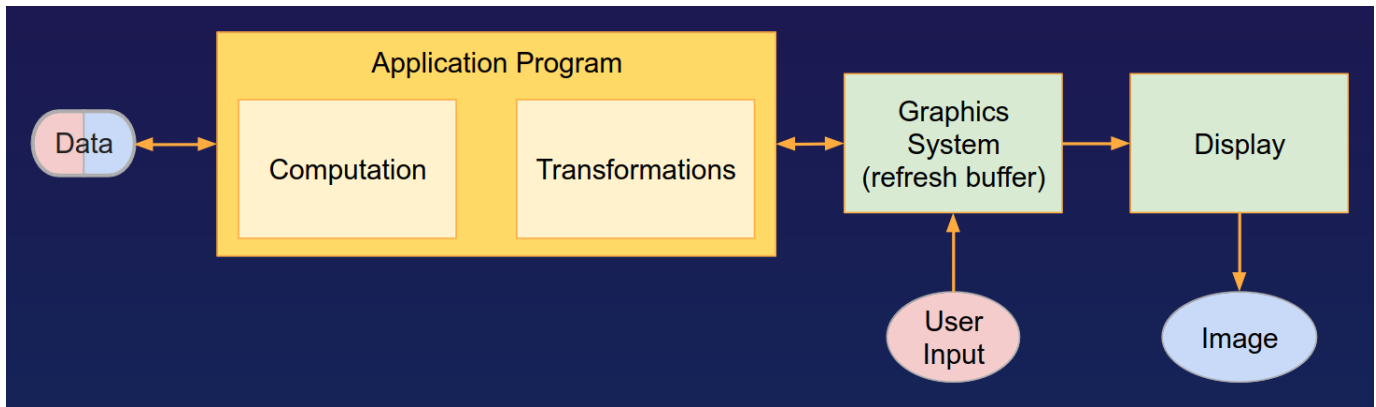 Application Program
Data
Computation
Transformations
Graphics
System
(refresh buffer)
Display
User
Input
Image